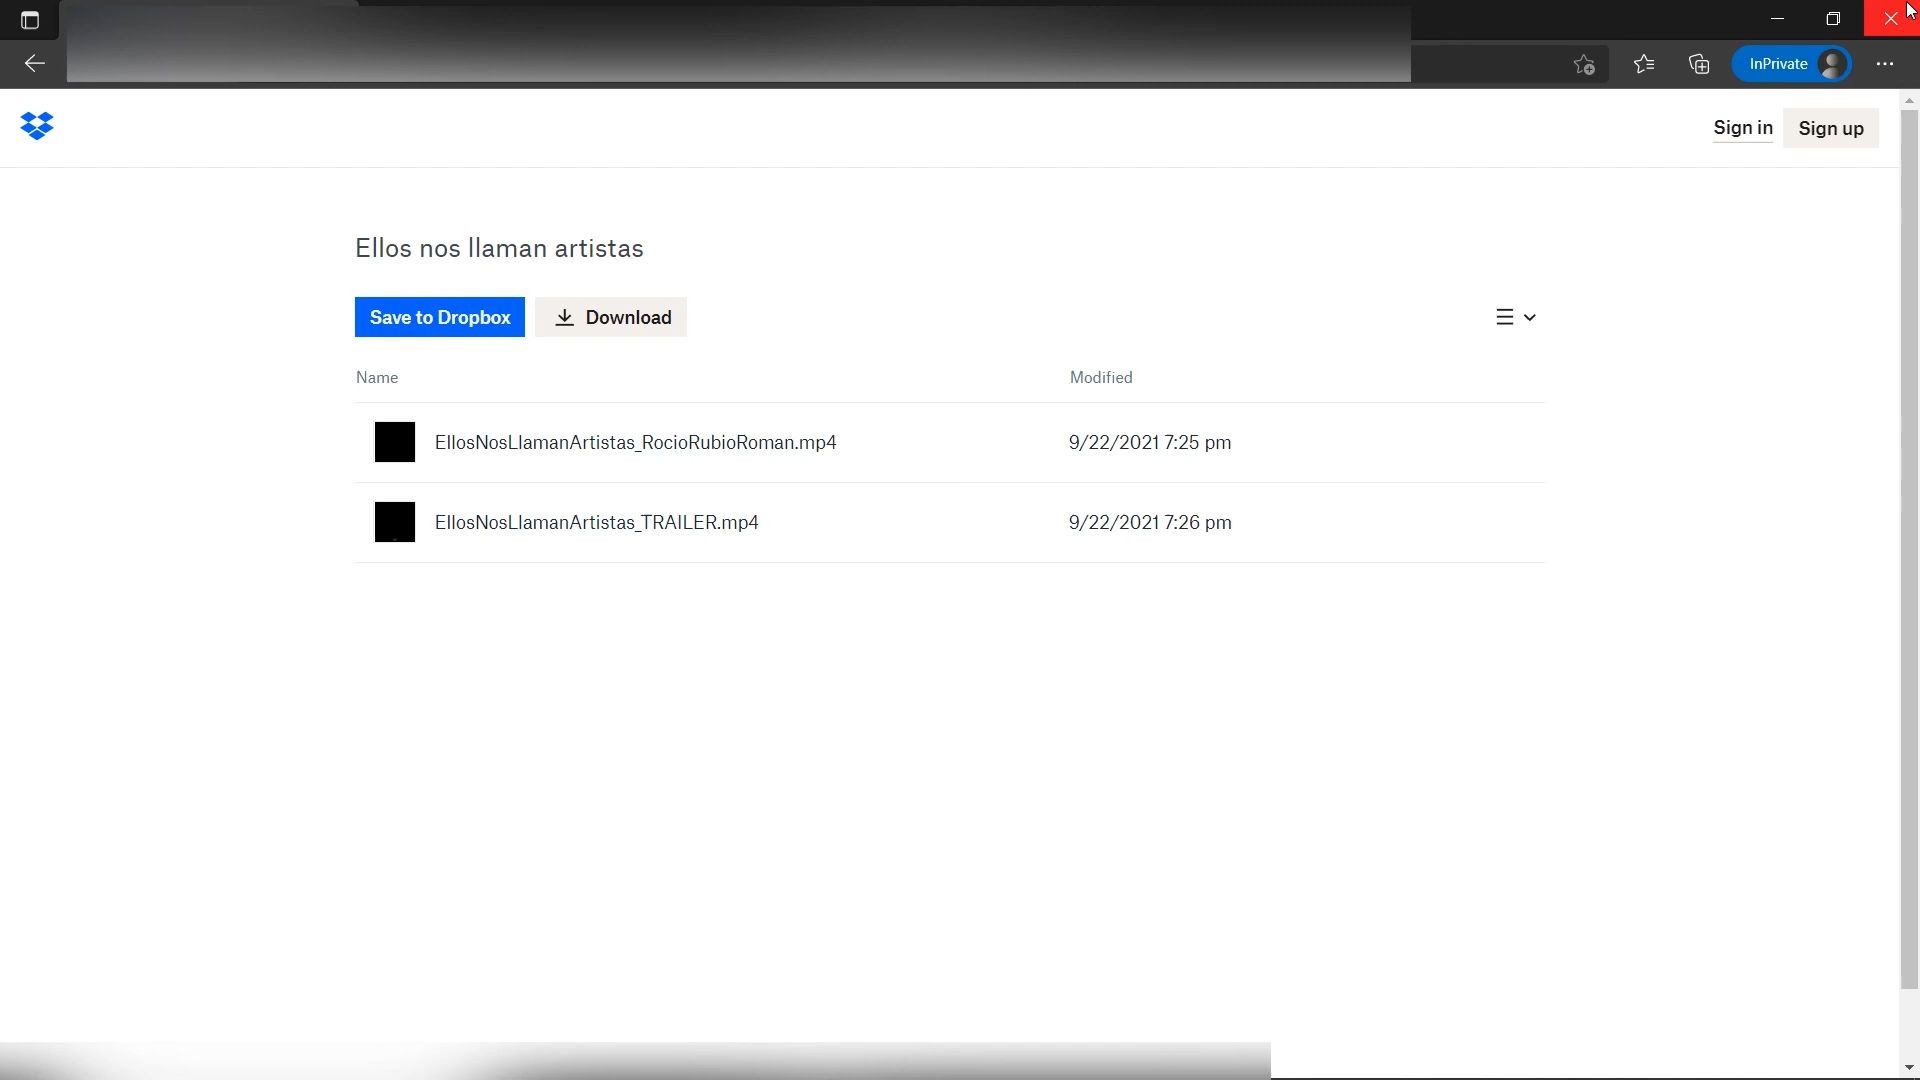 InPrivate
Sign in
Sign up
Ellos nos llaman artistas
Save to Dropbox
Download
Name
Modified
EllosNosLlamanArtistas_RocioRubioRoman.mp4
9/22/2021 7:25 pm
EllosNosLlamanArtistas_TRAILER.mp4
9/22/2021 7:26 pm